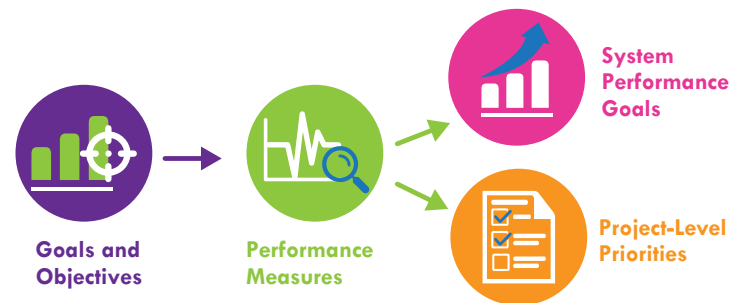 Goals and
Objectives
Performance
Measures
System
Performance
Goals
Project-Level
Priorities